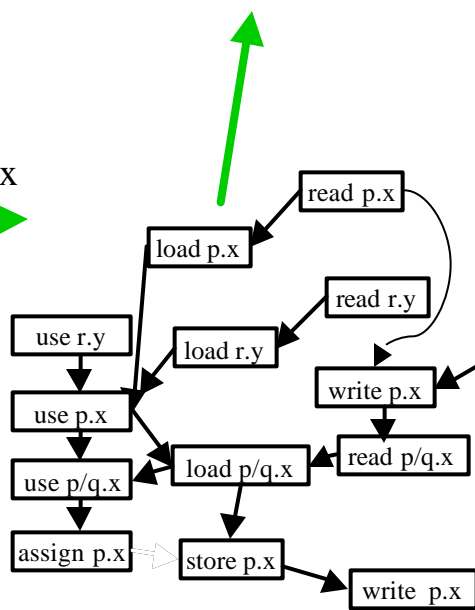 x
read p.x
load p.x
read r.y
use r.y
load r.y
write p.x
use p.x
read p/q.x
load p/q.x
use p/q.x
assign p.x
store p.x
write p.x